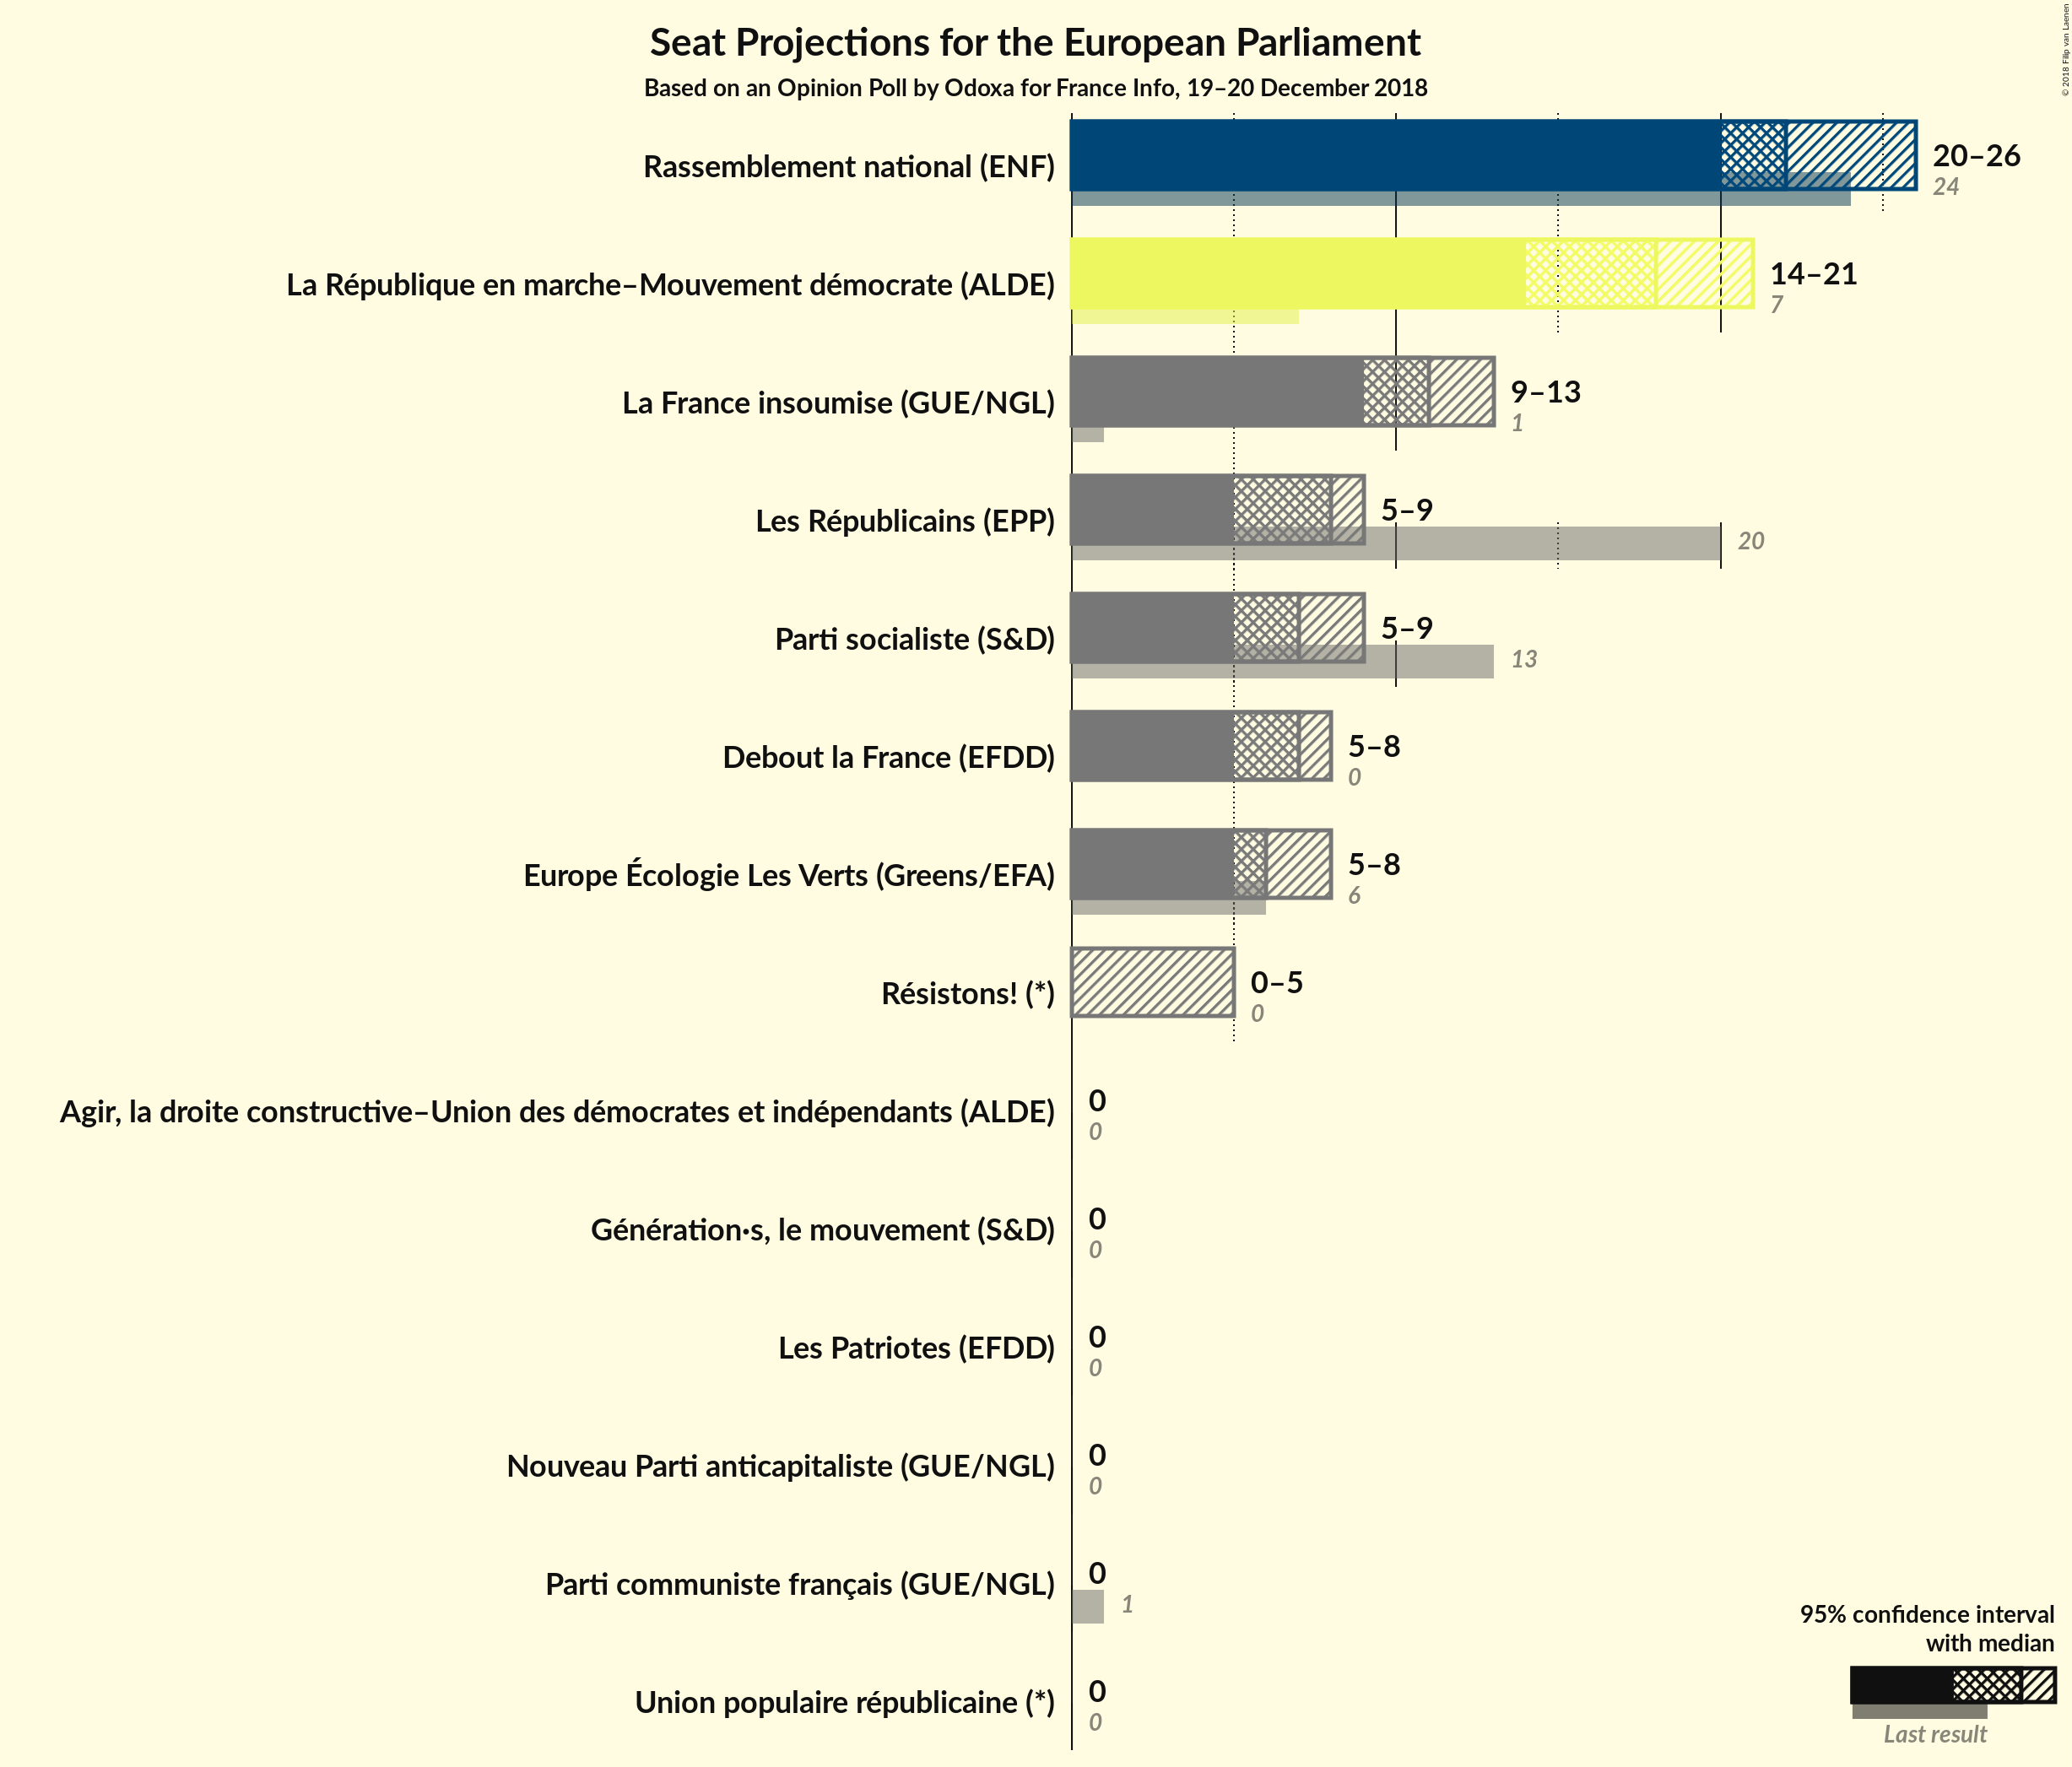 Seat Projections for the European Parliament
Based on an Opinion Poll by Odoxa for France Info, 19–20 December 2018
© 2018 Filip van Laenen
Rassemblement national (ENF)
20–26
24
La République en marche–Mouvement démocrate (ALDE)
14–21
7
La France insoumise (GUE/NGL)
9–13
1
Les Républicains (EPP)
5–9
20
Parti socialiste (S&D)
5–9
13
Debout la France (EFDD)
5–8
0
Europe Écologie Les Verts (Greens/EFA)
5–8
6
Résistons! (*)
0–5
0
Agir, la droite constructive–Union des démocrates et indépendants (ALDE)
0
0
Génération·s, le mouvement (S&D)
0
0
Les Patriotes (EFDD)
0
0
Nouveau Parti anticapitaliste (GUE/NGL)
0
0
Parti communiste français (GUE/NGL)
0
1
Union populaire républicaine (*)
0
0
95% confidence interval
with median
Last result